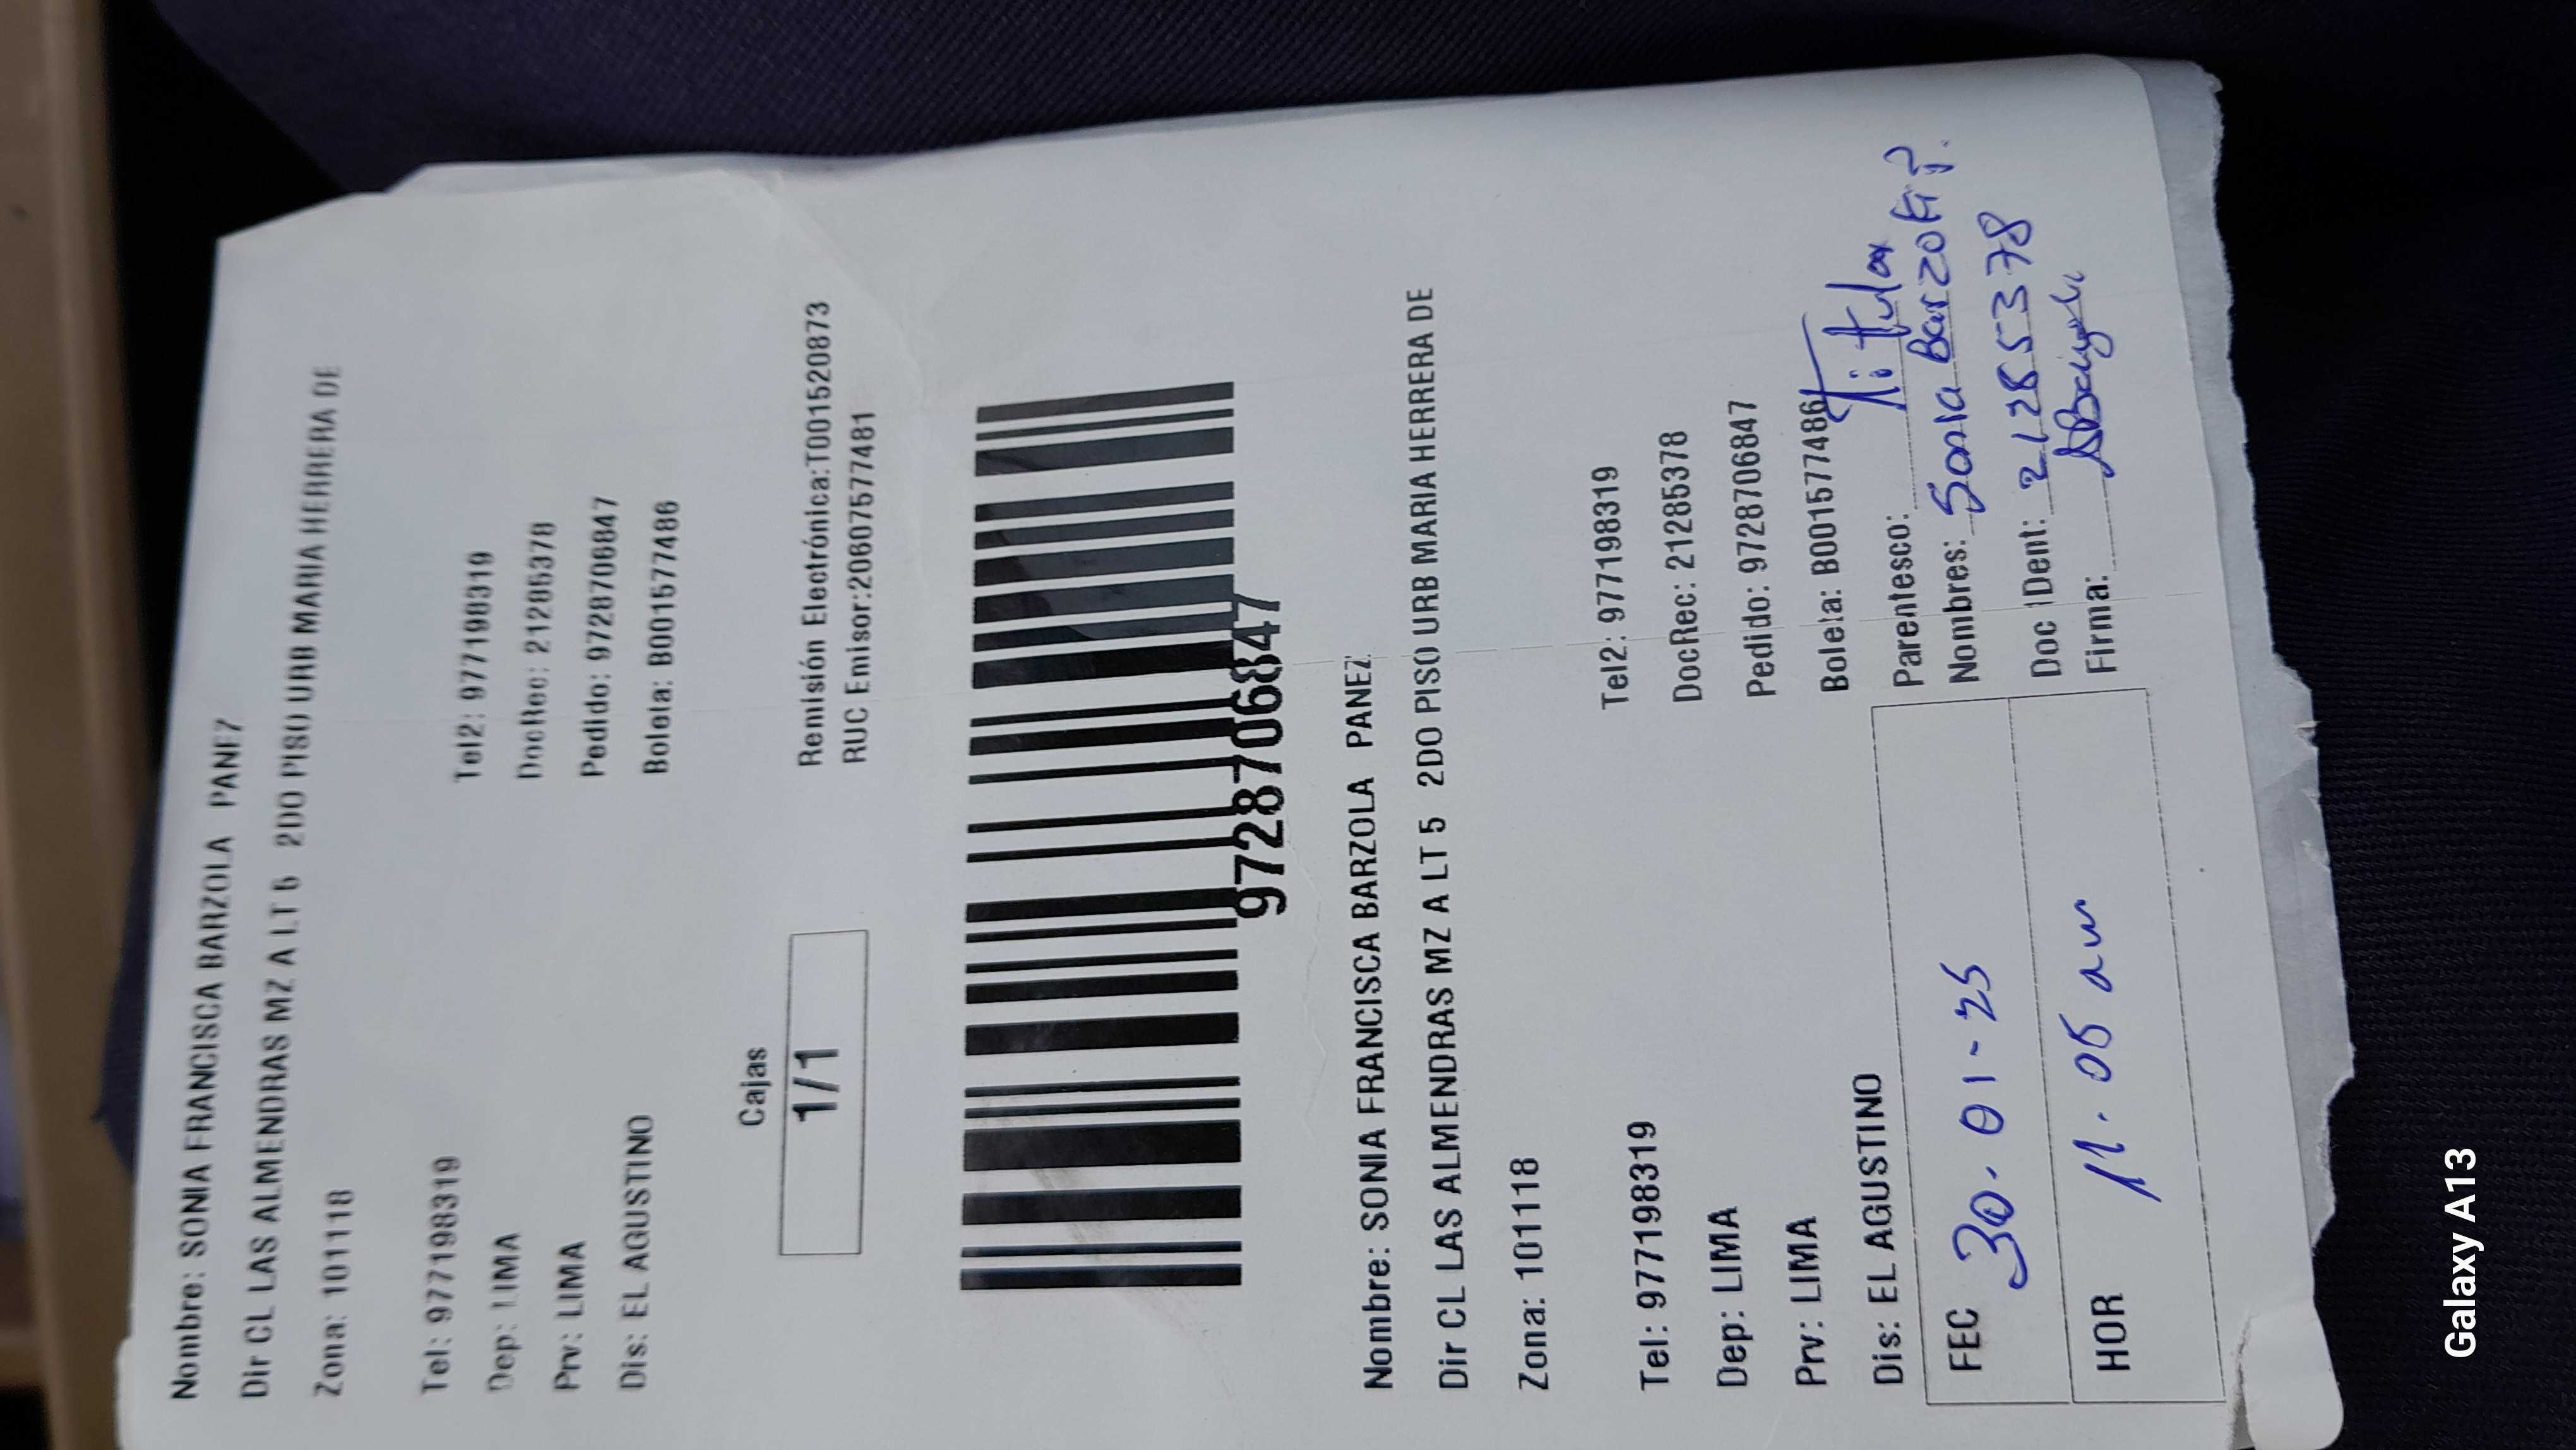 Nombre: SONIA FRANCISCA BARZOLA PANEZ
Dir CL LAS ALMENDRAS MZ A LT 5 2DO PISO URB MARIA HERRERA DE
Zona: 101118
Tel: 977198319 Tel2: 977198319
Dep: LIMA DocRec: 21285378
Prv: LIMA Pedido: 9728706847
Dis: EL AGUSTINO Boleta: B001577486
Cajas
1/1
Remisión Electrónica:T001520873
RUC Emisor:20607577481
9728706847
Nombre: SONIA FRANCISCA BARZOLA PANEZ
Dir CL LAS ALMENDRAS MZ A LT 5 2DO PISO URB MARIA HERRERA DE
Zona: 101118
Tel: 977198319 Tel2: 977198319
Dep: LIMA DocRec: 21285378
Prv: LIMA Pedido: 9728706847
Dis: EL AGUSTINO Boleta: B001577486
Parentesco: Titular
FEC 30.01-25 Nombres: Sonia
Doc IDent: 21285378
HOR 11.05 am Firma:
Galaxy A13